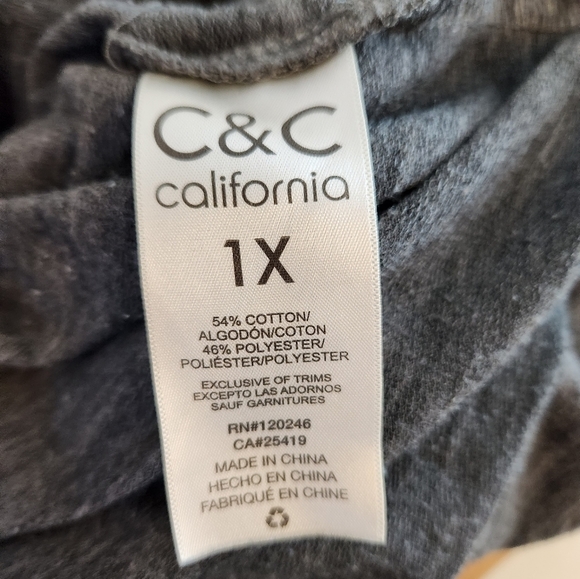 C&C
california
1X
54% COTTON/
ALGODÓN/COTON
46% POLYESTER/
POLIÉSTER/POLYESTER
EXCLUSIVE OF TRIMS
EXCEPTO LAS ADORNOS
SAUF GARNITURES
RN#120246
CA#25419
MADE IN CHINA
HECHO EN CHINA
FABRIQUÉ EN CHINE